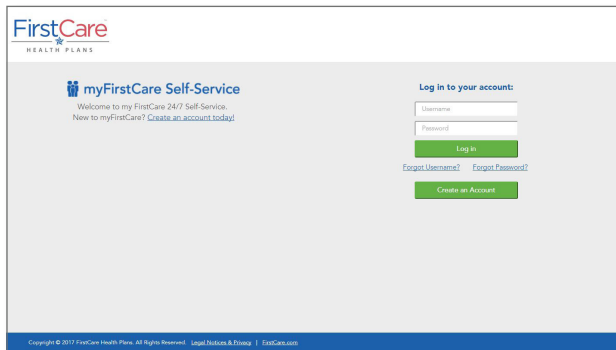 FirstCare
HEALTH PLANS
myFirstCare Self-Service
Welcome to my FirstCare 24/7 Self-Service.
New to myFirstCare? Create an account today!
Log in to your account:
Username
Password
Log in
Forgot Username? Forgot Password?
Create an Account
Copyright © 2017 FirstCare Health Plans. All Rights Reserved. Legal Notices & Privacy | FirstCare.com